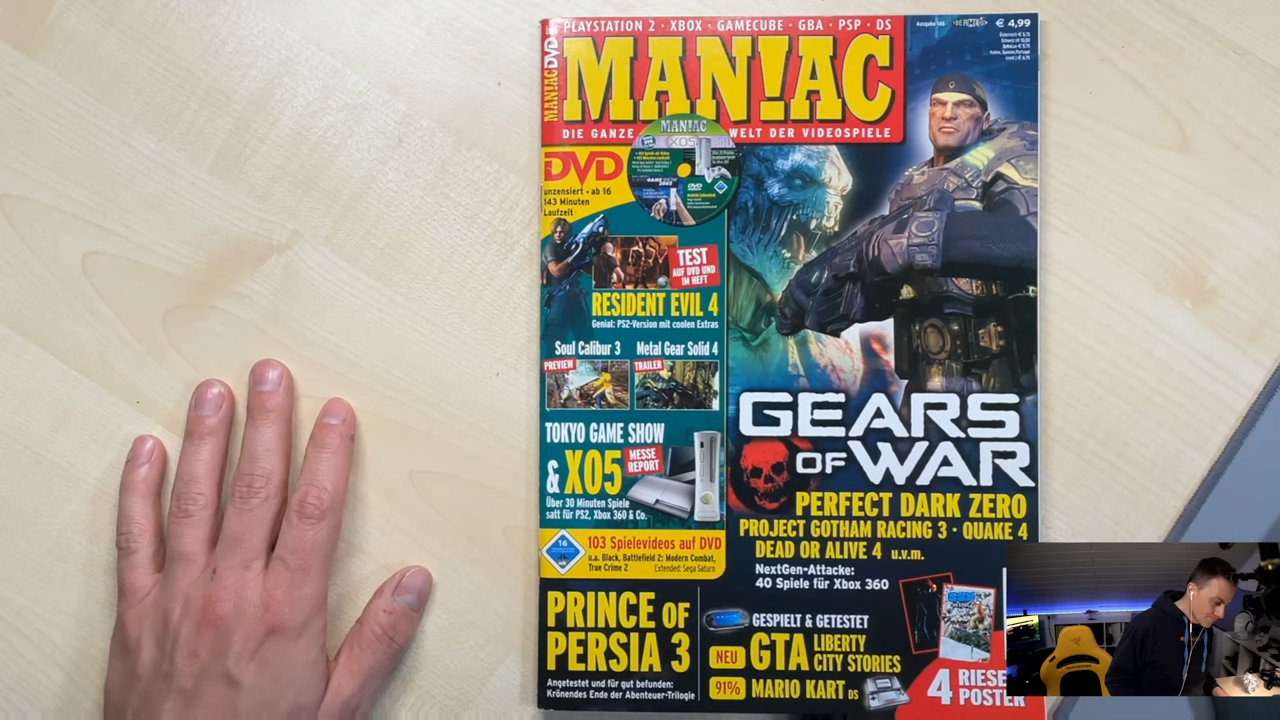 PLAYSTATION 2 · XBOX · GAMECUBE · GBA · PSP · DS
Ausgabe 146
€ 4,99
MAN!AC DVD
MAN!AC
DIE GANZE WELT DER VIDEOSPIELE
MAN!AC
DVD
unzensiert • ab 16
143 Minuten
Laufzeit
TEST
AUF DVD UND
IM HEFT
RESIDENT EVIL 4
Genial: PS2-Version mit coolen Extras
Soul Calibur 3
Metal Gear Solid 4
PREVIEW
TRAILER
TOKYO GAME SHOW
& X05
MESSE
REPORT
Über 30 Minuten Spiele
satt für PS2, Xbox 360 & Co.
16
103 Spielevideos auf DVD
u.a. Black, Battlefield 2: Modern Combat,
True Crime 2
Extended: Sega Saturn
GEARS
OF WAR
PERFECT DARK ZERO
PROJECT GOTHAM RACING 3 · QUAKE 4
DEAD OR ALIVE 4 u.v.m.
NextGen-Attacke:
40 Spiele für Xbox 360
PRINCE OF
PERSIA 3
Angetestet und für gut befunden:
Krönendes Ende der Abenteuer-Trilogie
GESPIELT & GETESTET
NEU
GTA LIBERTY
CITY STORIES
91%
MARIO KART DS
4 RIESE
POSTER